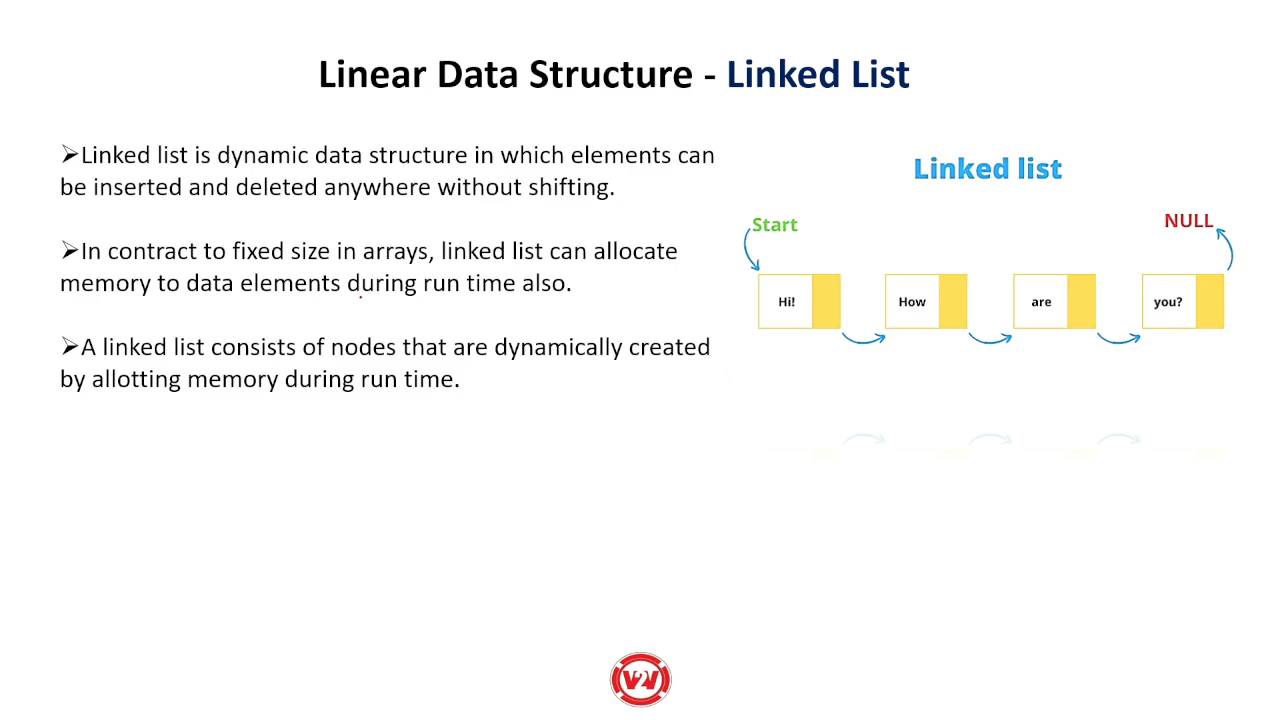 Linear Data Structure - Linked List
➢Linked list is dynamic data structure in which elements can
be inserted and deleted anywhere without shifting.
➢In contract to fixed size in arrays, linked list can allocate
memory to data elements during run time also.
➢A linked list consists of nodes that are dynamically created
by allotting memory during run time.
Linked list
Start
NULL
Hi!
How
are
you?
V2V